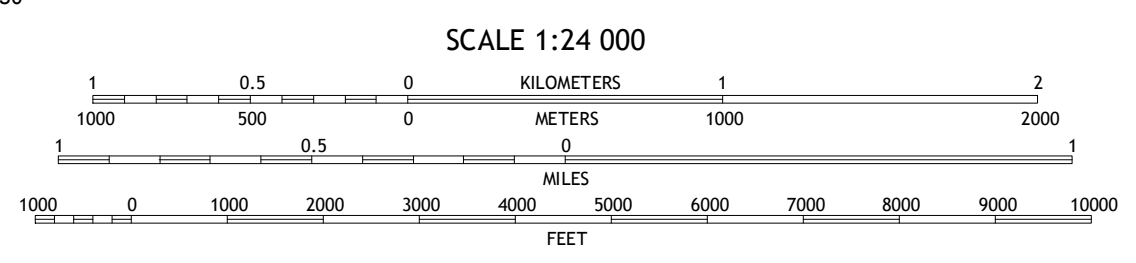 SCALE 1:24 000
1 0.5 0 KILOMETERS 1 2
1000 500 0 METERS 1000 2000
1 0.5 0 1
MILES
1000 0 1000 2000 3000 4000 5000 6000 7000 8000 9000 10000
FEET